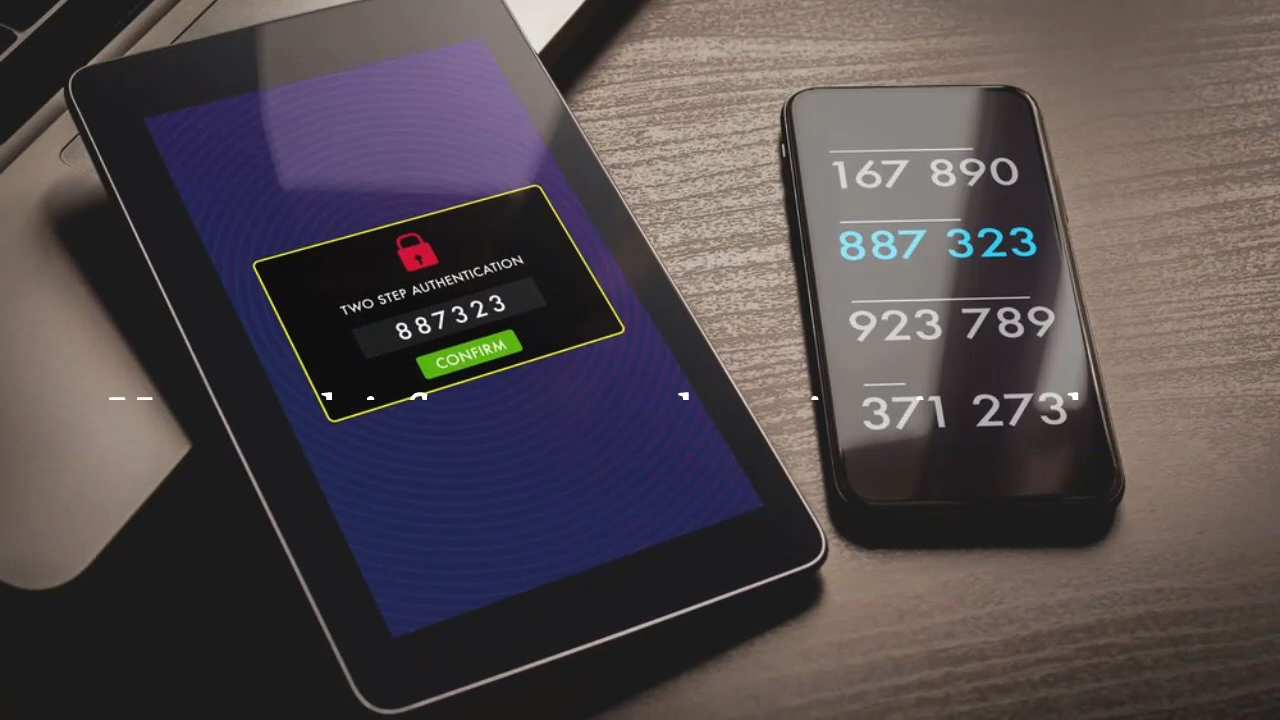 TWO STEP AUTHENTICATION
887323
CONFIRM
167 890
887 323
923 789
371 273